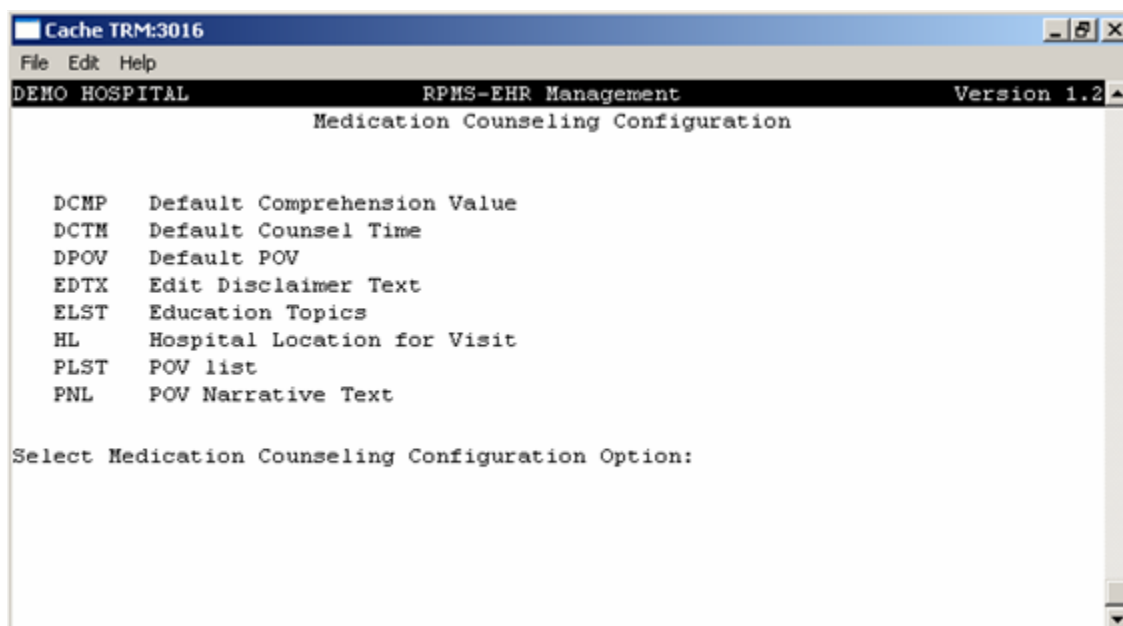 Cache TRM:3016
File Edit Help
DEMO HOSPITAL RPMS-EHR Management Version 1.2
Medication Counseling Configuration
DCMP Default Comprehension Value
DCTM Default Counsel Time
DPOV Default POV
EDTX Edit Disclaimer Text
ELST Education Topics
HL Hospital Location for Visit
PLST POV list
PNL POV Narrative Text
Select Medication Counseling Configuration Option: